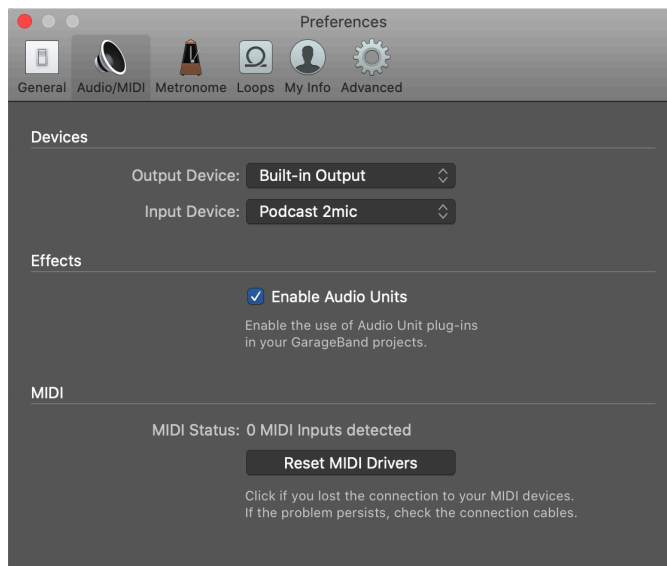 Preferences
General Audio/MIDI Metronome Loops My Info Advanced
Devices
Output Device: Built-in Output
Input Device: Podcast 2mic
Effects
Enable Audio Units
Enable the use of Audio Unit plug-ins
in your GarageBand projects.
MIDI
MIDI Status: 0 MIDI Inputs detected
Reset MIDI Drivers
Click if you lost the connection to your MIDI devices.
If the problem persists, check the connection cables.